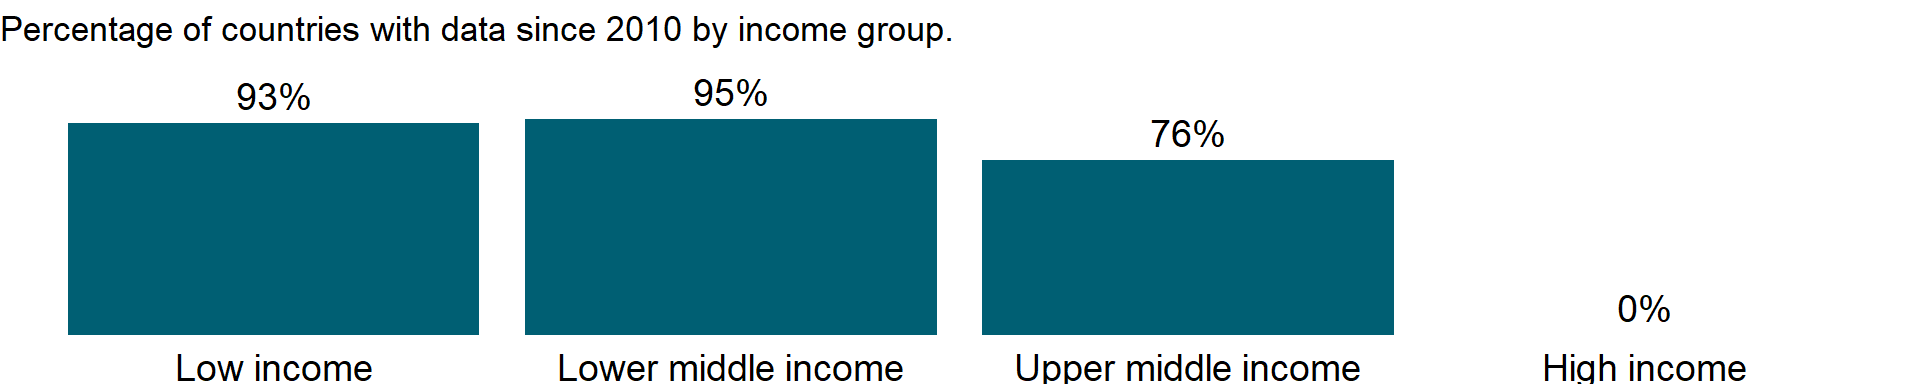 Percentage of countries with data since 2010 by income group.
93%
95%
76%
0%
Low income
Lower middle income
Upper middle income
High income